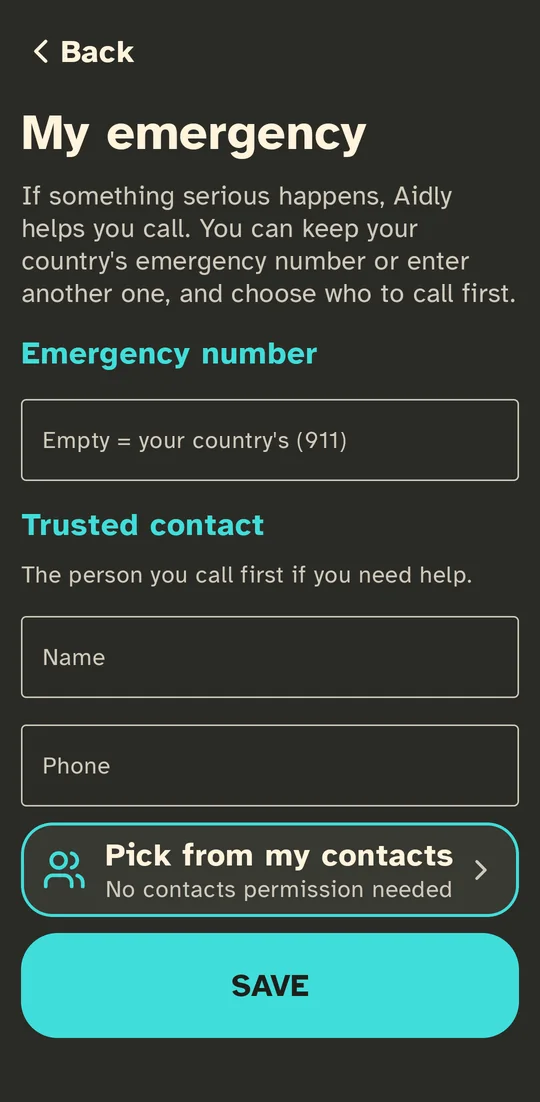 Back
My emergency
If something serious happens, Aidly
helps you call. You can keep your
country's emergency number or enter
another one, and choose who to call first.
Emergency number
Empty = your country's (911)
Trusted contact
The person you call first if you need help.
Name
Phone
Pick from my contacts
No contacts permission needed
SAVE